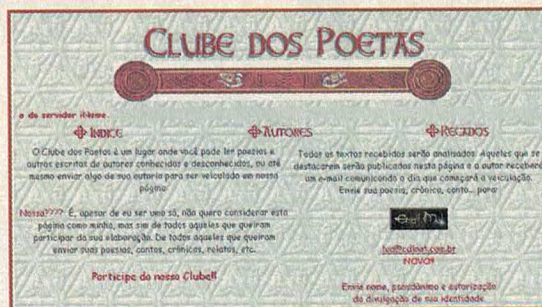 CLUBE DOS POETAS
o do servidor
ÍNDICE
AUTORES
RECADOS
O Clube dos Poetas é um lugar onde você pode ler poesias e
outros escritos de autores conhecidos e desconhecidos, ou até
mesmo enviar algo de sua autoria para ser veiculado em nossa
página.
Nossa???? É, apesar de eu ser uma só, não quero considerar esta
página como minha, mas sim de todos aqueles que queiram
participar da sua elaboração. De todos aqueles que queiram
enviar suas poesias, contos, crônicas, relatos, etc.
Participe do nosso Clube!!
Todos os textos recebidos serão analisados. Aqueles que se
destacarem serão publicados nesta página e o autor receberá
um e-mail comunicando o dia que começará a veiculação.
Envie sua poesia, crônica, conto... para:
NOVO!!
Envie nome, pseudônimo e autorização
de divulgação de sua identidade.